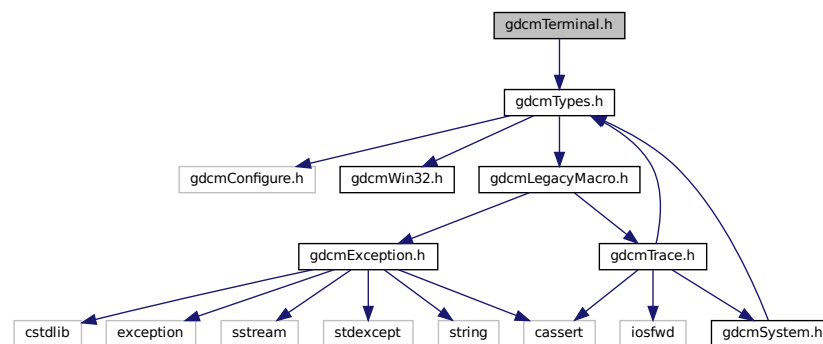 gdcmTerminal.h
gdcmTypes.h
gdcmConfigure.h
gdcmWin32.h
gdcmLegacyMacro.h
gdcmException.h
gdcmTrace.h
cstdlib
exception
sstream
stdexcept
string
cassert
iosfwd
gdcmSystem.h